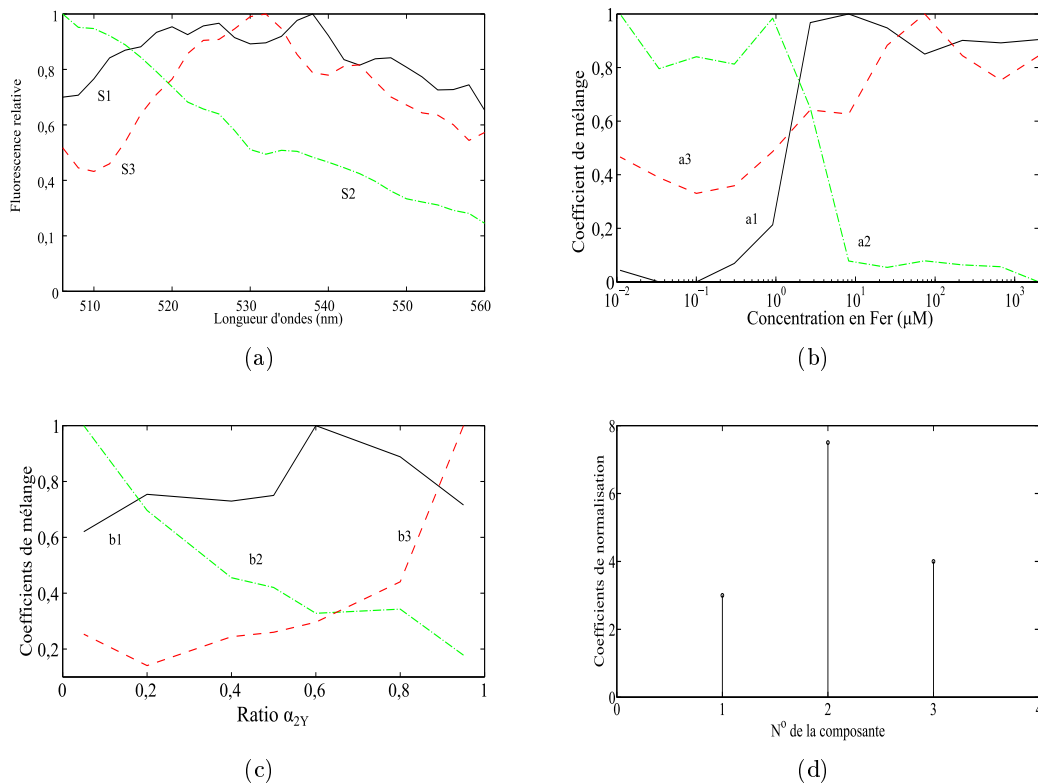 1
0,8
0,6
0,4
0,1
0
510
520
530
540
550
560
Fluorescence relative
Longueur d'ondes (nm)
S1
S3
S2
(a)
1
0,8
0,6
0,4
0,1
0
10⁻²
10⁻¹
10⁰
10¹
10²
10³
Coefficient de mélange
Concentration en Fer (µM)
a3
a1
a2
(b)
1
0,8
0,6
0,4
0,2
0
0,2
0,4
0,6
0,8
1
Coefficients de mélange
Ratio α2Y
b1
b2
b3
(c)
8
6
4
2
0
0
1
2
3
4
Coefficients de normalisation
N° de la composante
(d)